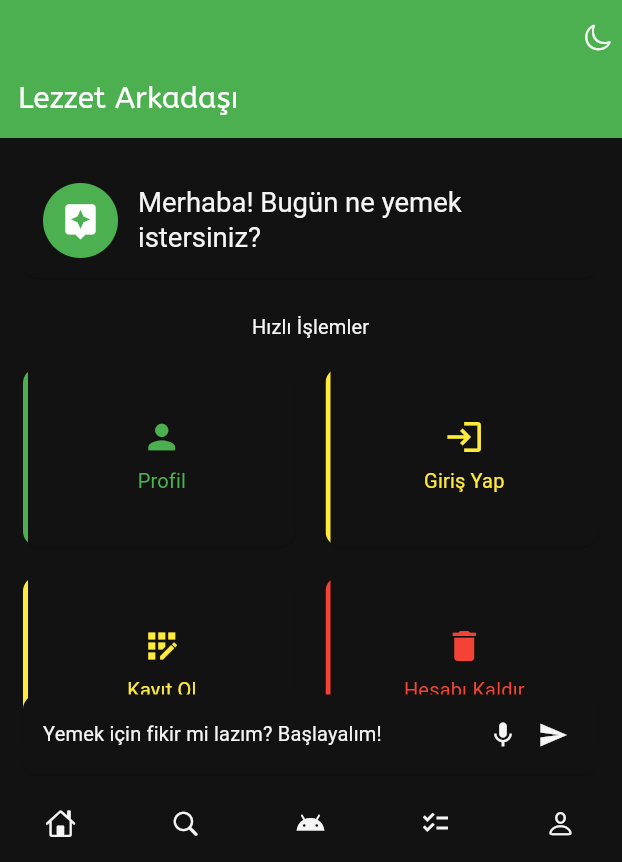 Lezzet Arkadaşı
Merhaba! Bugün ne yemek
istersiniz?
Hızlı İşlemler
Profil
Giriş Yap
Kayıt Ol
Hesabı Kaldır
Yemek için fikir mi lazım? Başlayalım!